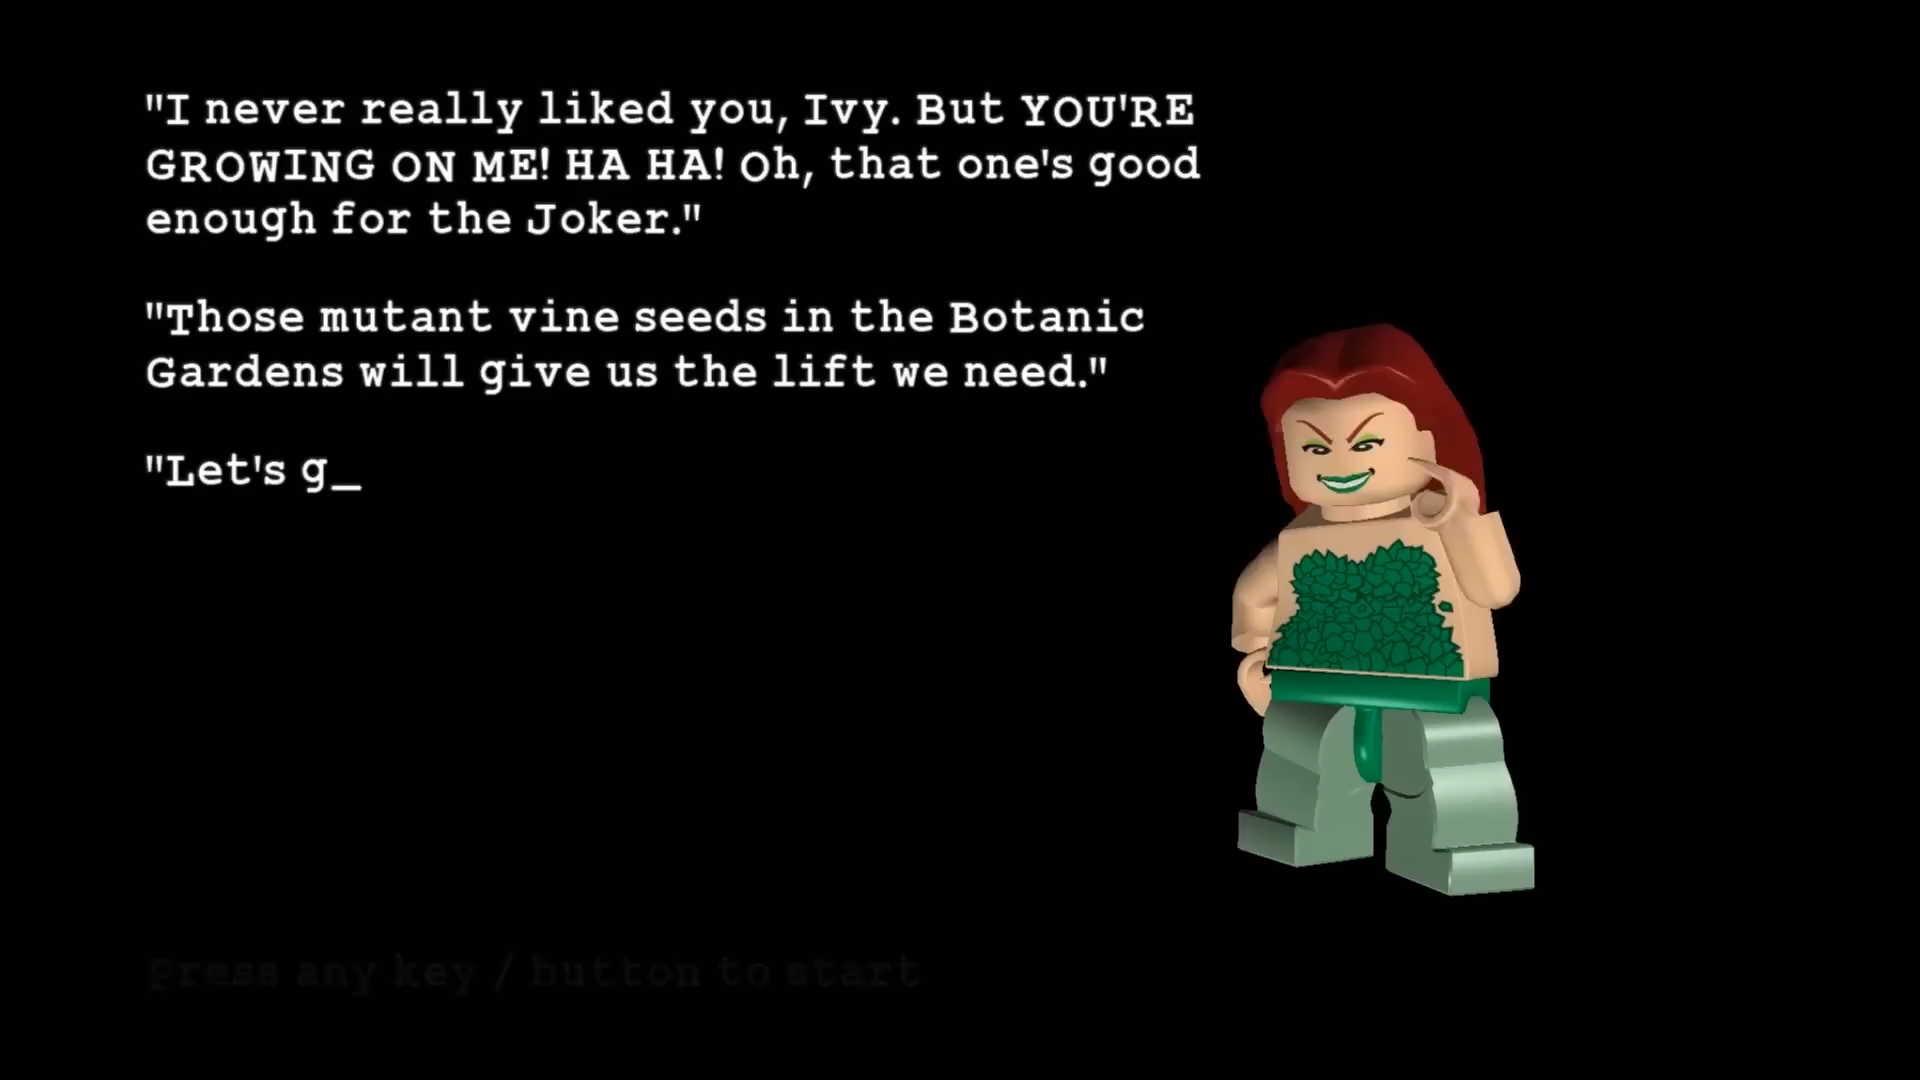 "I never really liked you, Ivy. But YOU'RE
GROWING ON ME! HA HA! Oh, that one's good
enough for the Joker."
"Those mutant vine seeds in the Botanic
Gardens will give us the lift we need."
"Let's g_
Press any key / button to start